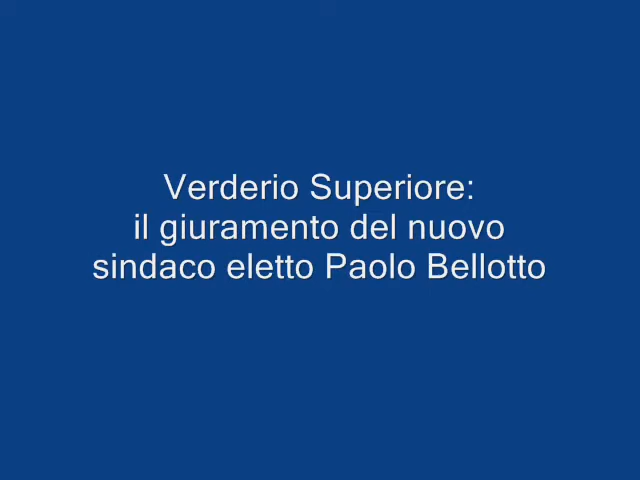 Verderio Superiore:
il giuramento del nuovo
sindaco eletto Paolo Bellotto